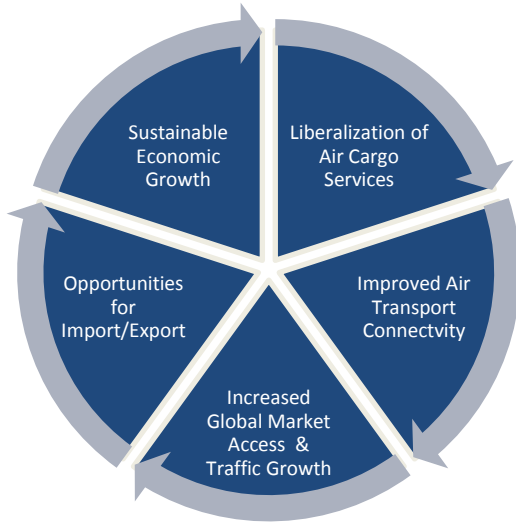 Sustainable
Economic
Growth
Liberalization of
Air Cargo
Services
Opportunities
for
Import/Export
Improved Air
Transport
Connectvity
Increased
Global Market
Access &
Traffic Growth